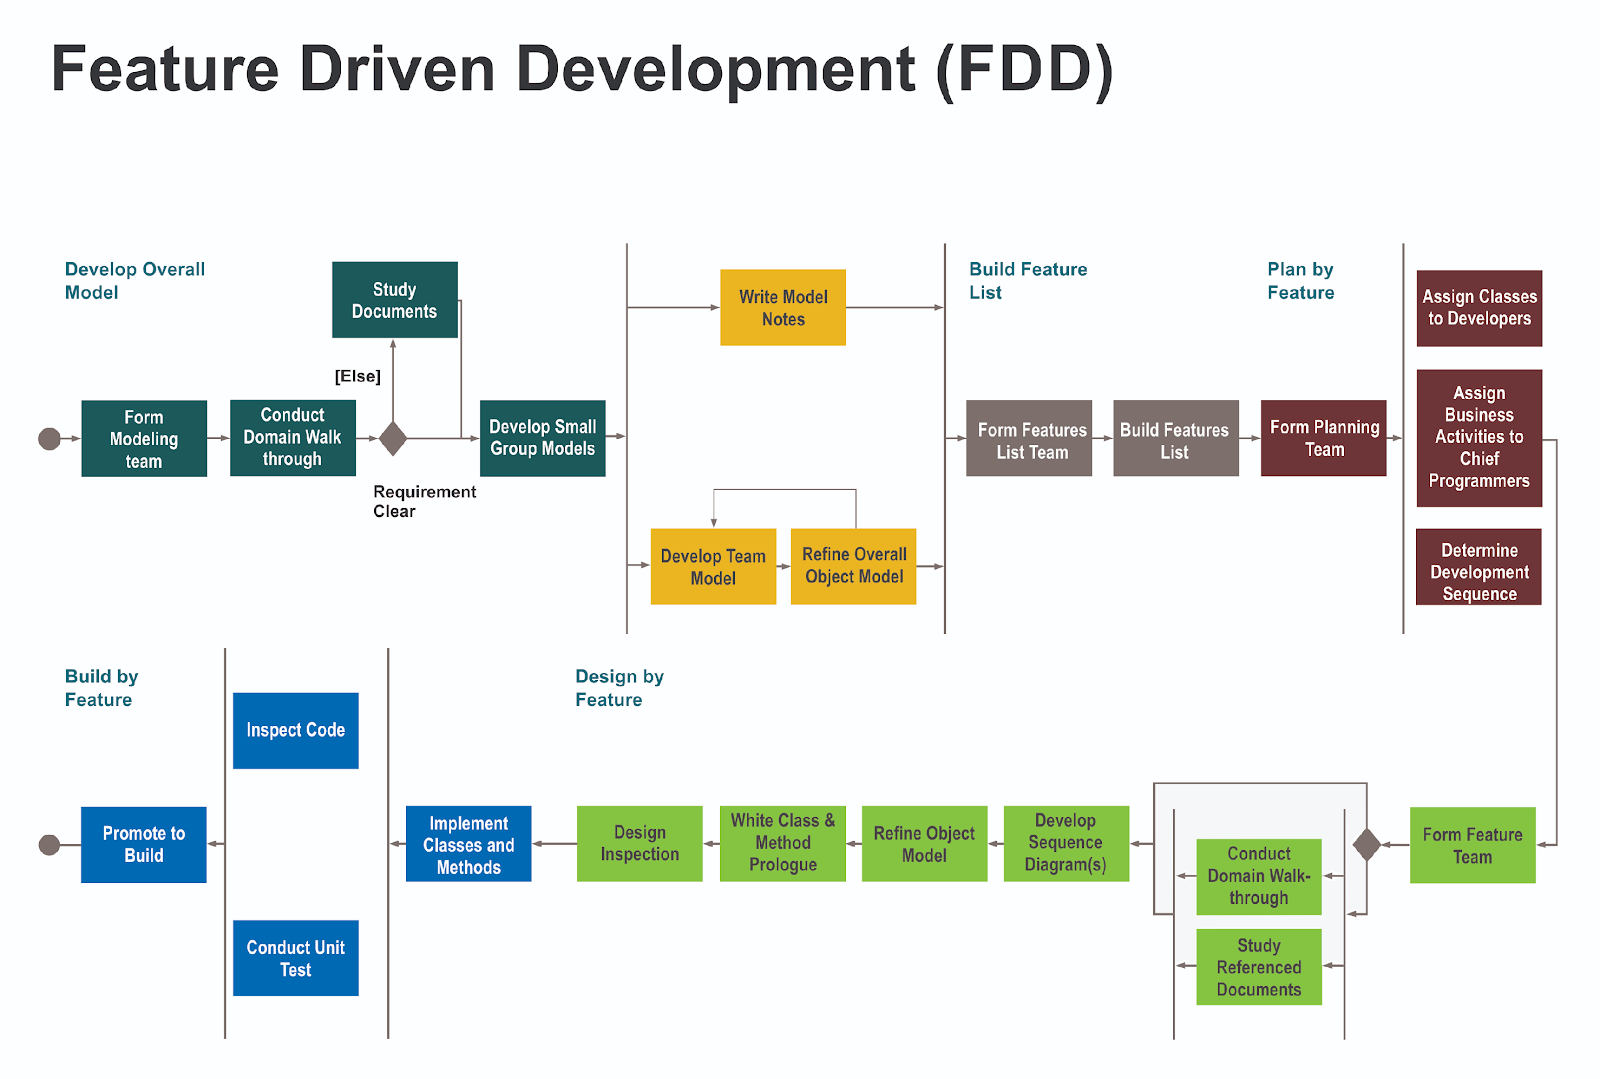 Feature Driven Development (FDD)
Develop Overall
Model
Study
Documents
[Else]
Form
Modeling
team
Conduct
Domain Walk
through
Requirement
Clear
Develop Small
Group Models
Write Model
Notes
Develop Team
Model
Refine Overall
Object Model
Build Feature
List
Form Features
List Team
Build Features
List
Plan by
Feature
Form Planning
Team
Assign Classes
to Developers
Assign
Business
Activities to
Chief
Programmers
Determine
Development
Sequence
Build by
Feature
Inspect Code
Promote to
Build
Conduct Unit
Test
Implement
Classes and
Methods
Design by
Feature
Design
Inspection
White Class &
Method
Prologue
Refine Object
Model
Develop
Sequence
Diagram(s)
Conduct
Domain Walk-
through
Study
Referenced
Documents
Form Feature
Team